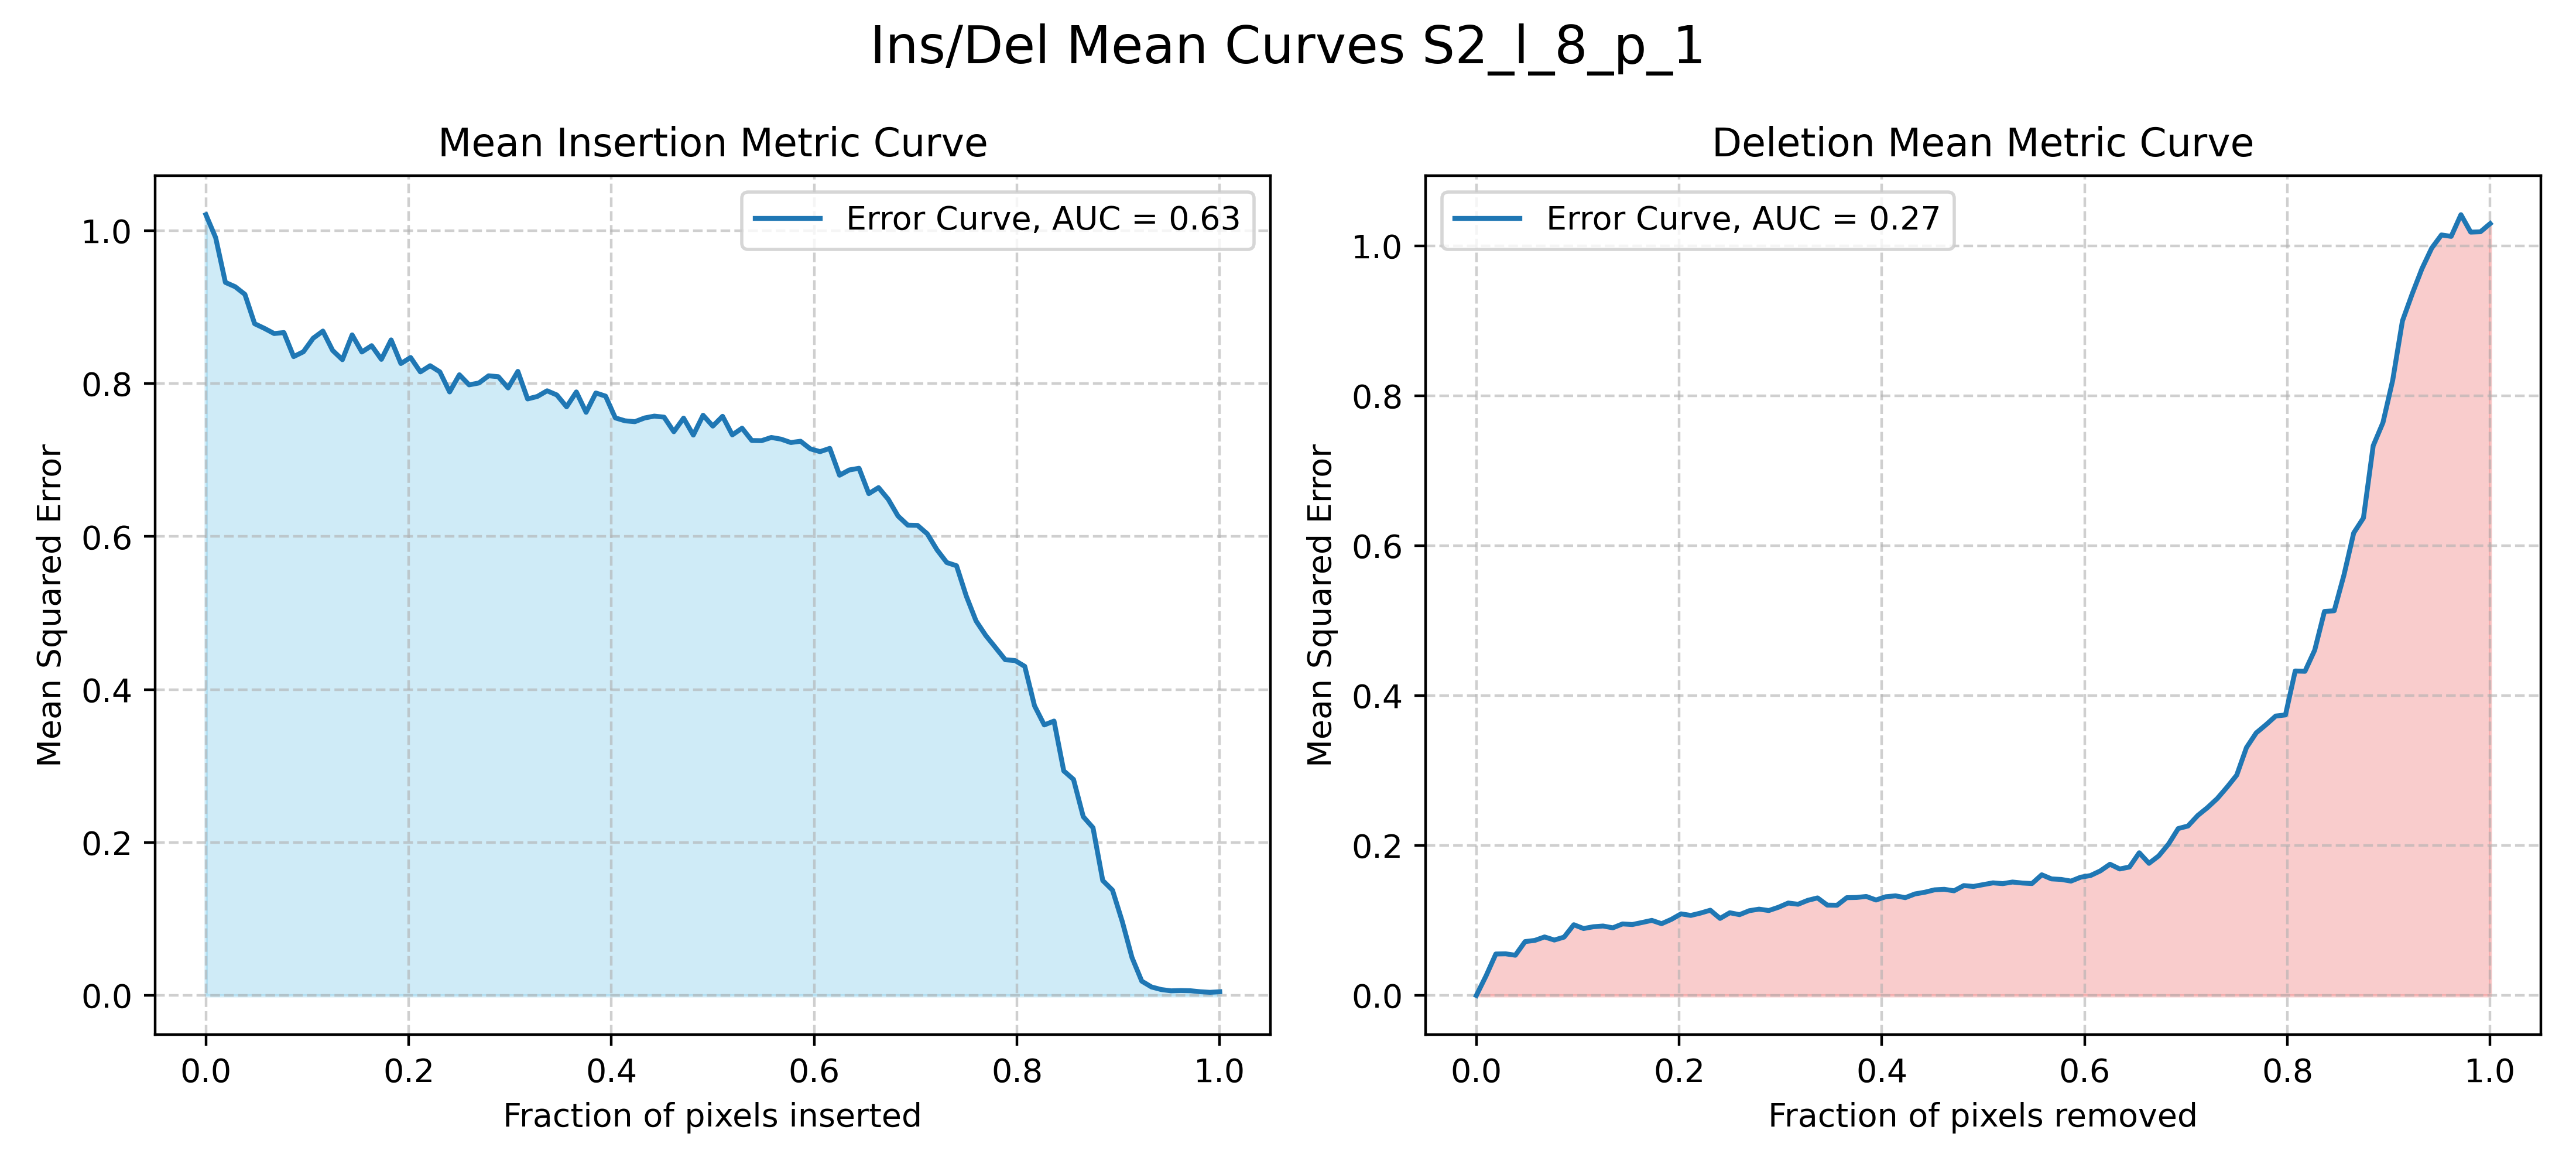 Ins/Del Mean Curves S2_l_8_p_1
Mean Insertion Metric Curve
Error Curve, AUC = 0.63
Mean Squared Error
1.0
0.8
0.6
0.4
0.2
0.0
0.0 0.2 0.4 0.6 0.8 1.0
Fraction of pixels inserted
Deletion Mean Metric Curve
Error Curve, AUC = 0.27
Mean Squared Error
1.0
0.8
0.6
0.4
0.2
0.0
0.0 0.2 0.4 0.6 0.8 1.0
Fraction of pixels removed